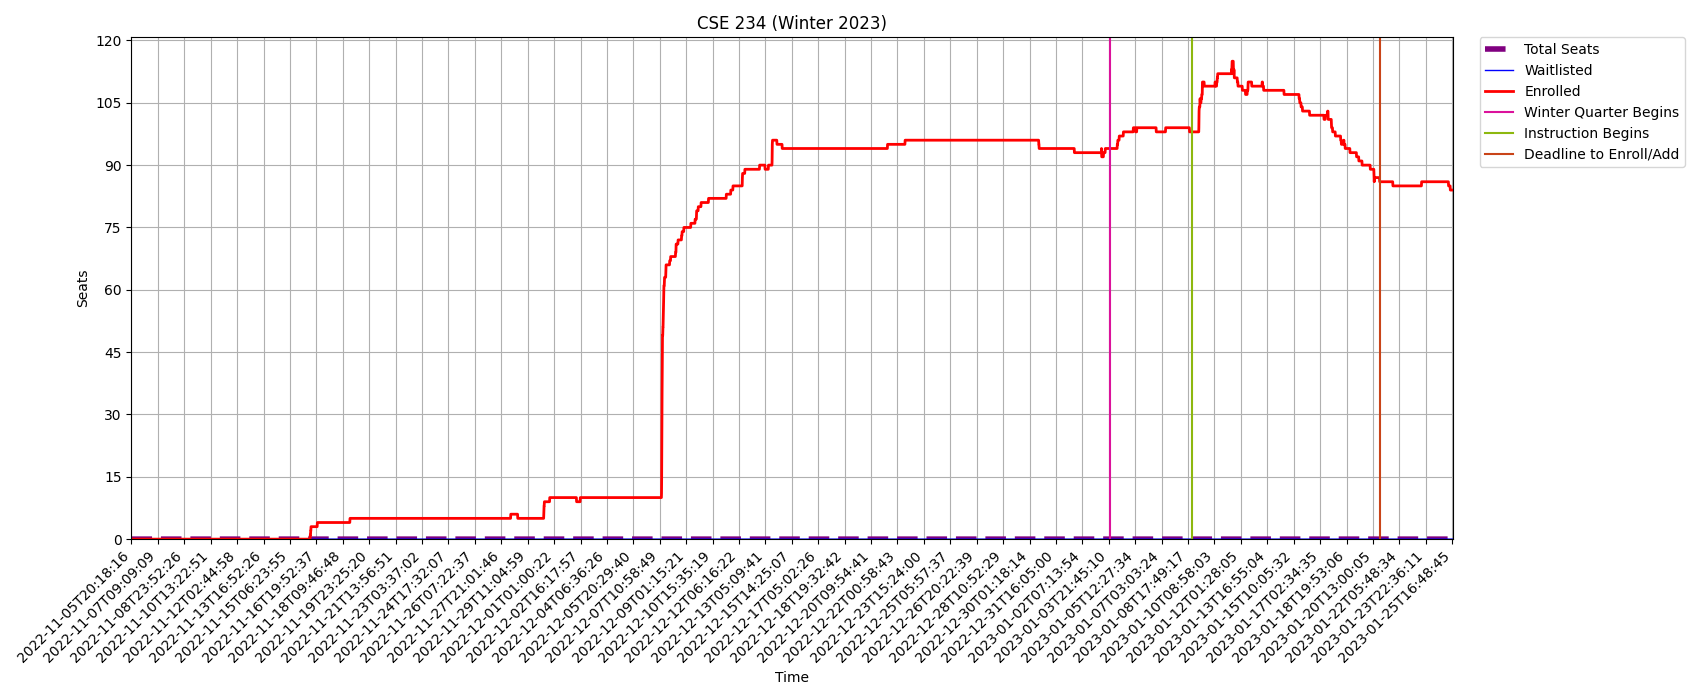 CSE 234 (Winter 2023)
120
105
90
75
60
45
30
15
0
Seats
Total Seats
Waitlisted
Enrolled
Winter Quarter Begins
Instruction Begins
Deadline to Enroll/Add
2022-11-05T20:18:16
2022-11-07T09:09:09
2022-11-08T23:52:26
2022-11-10T13:22:51
2022-11-12T02:44:58
2022-11-13T16:52:26
2022-11-15T06:23:55
2022-11-16T19:52:37
2022-11-18T09:46:48
2022-11-19T23:25:20
2022-11-21T13:56:51
2022-11-23T03:37:02
2022-11-24T17:32:07
2022-11-26T07:22:37
2022-11-27T21:01:46
2022-11-29T11:04:59
2022-12-01T01:00:22
2022-12-02T16:17:57
2022-12-04T06:36:26
2022-12-05T20:29:40
2022-12-07T10:58:49
2022-12-09T01:15:21
2022-12-10T15:35:19
2022-12-12T06:16:22
2022-12-13T05:09:41
2022-12-15T14:25:07
2022-12-17T05:02:26
2022-12-18T19:32:42
2022-12-20T09:54:41
2022-12-22T00:58:43
2022-12-23T15:24:00
2022-12-25T05:57:37
2022-12-26T20:22:39
2022-12-28T10:52:29
2022-12-30T01:18:14
2022-12-31T16:05:00
2023-01-02T07:13:54
2023-01-03T21:45:10
2023-01-05T12:27:34
2023-01-07T03:03:24
2023-01-08T17:49:17
2023-01-10T08:58:03
2023-01-12T01:28:05
2023-01-13T16:55:04
2023-01-15T10:05:32
2023-01-17T02:34:35
2023-01-18T19:53:06
2023-01-20T13:00:05
2023-01-22T05:48:34
2023-01-23T22:36:11
2023-01-25T16:48:45
Time